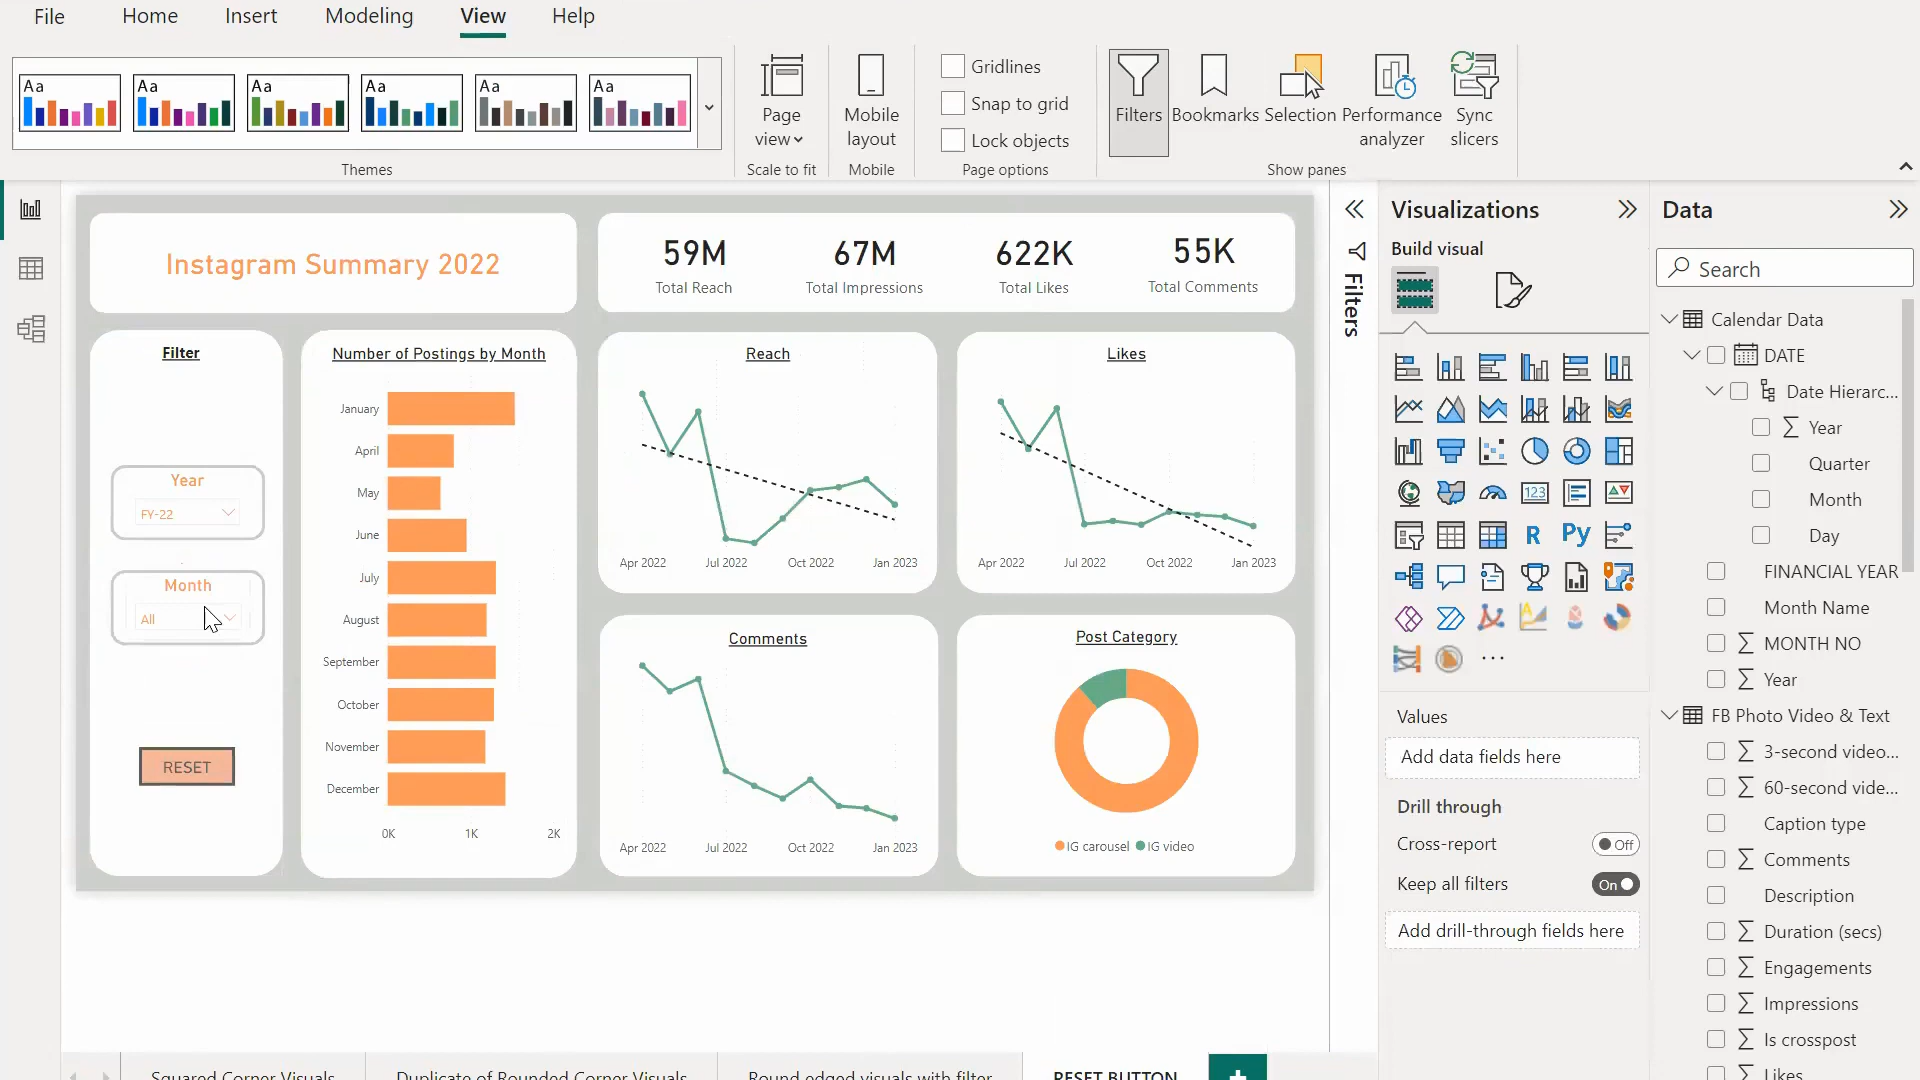 File Home Insert Modeling View Help
Aa Aa Aa Aa Aa Aa
Themes
Page view
Scale to fit
Mobile layout
Mobile
Gridlines
Snap to grid
Lock objects
Page options
Filters
Bookmarks
Selection
Performance analyzer
Sync slicers
Show panes
Instagram Summary 2022
59M
Total Reach
67M
Total Impressions
622K
Total Likes
55K
Total Comments
Filter
Year
FY-22
Month
All
RESET
Number of Postings by Month
January
April
May
June
July
August
September
October
November
December
0K 1K 2K
Reach
Apr 2022 Jul 2022 Oct 2022 Jan 2023
Likes
Apr 2022 Jul 2022 Oct 2022 Jan 2023
Comments
Apr 2022 Jul 2022 Oct 2022 Jan 2023
Post Category
IG carousel IG video
Filters
Visualizations
Build visual
123
R Py
...
Values
Add data fields here
Drill through
Cross-report Off
Keep all filters On
Add drill-through fields here
Data
Search
Calendar Data
DATE
Date Hierarc...
Year
Quarter
Month
Day
FINANCIAL YEAR
Month Name
MONTH NO
Year
FB Photo Video & Text
3-second video...
60-second vide...
Caption type
Comments
Description
Duration (secs)
Engagements
Impressions
Is crosspost
Likes
Squared Corner Visuals
Duplicate of Rounded Corner Visuals
Round edged visuals with filter
RESET BUTTON
+